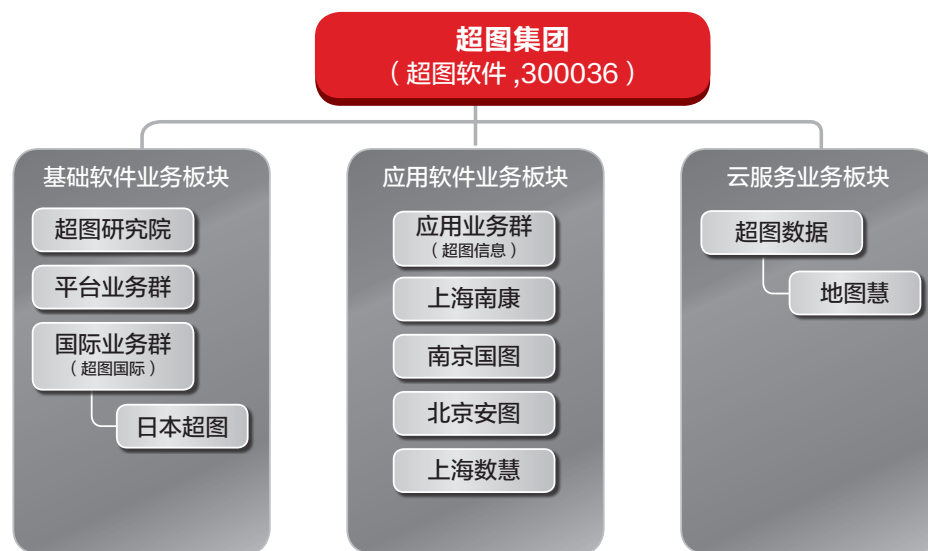 超图集团
（超图软件 ,300036）
基础软件业务板块
超图研究院
平台业务群
国际业务群
（超图国际）
日本超图
应用软件业务板块
应用业务群
（超图信息）
上海南康
南京国图
北京安图
上海数慧
云服务业务板块
超图数据
地图慧